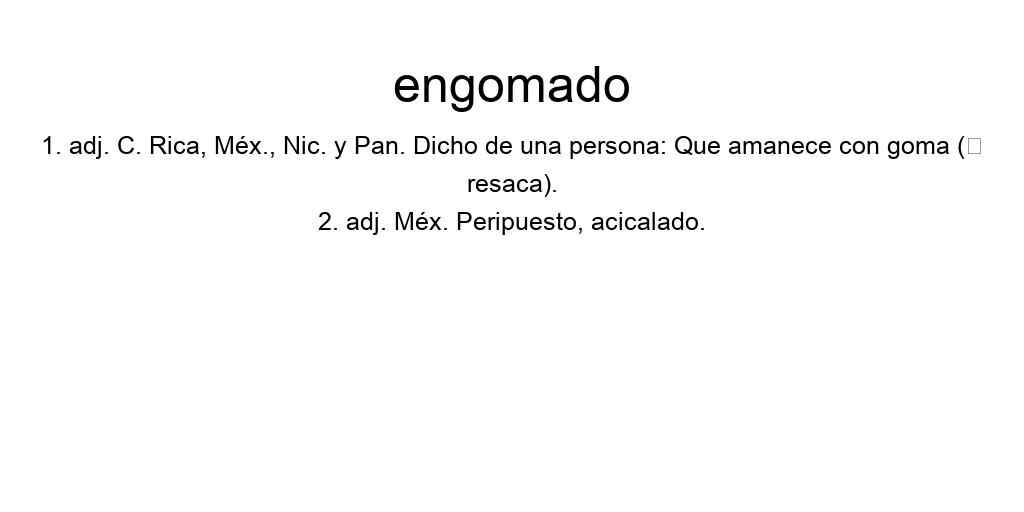 engomado
1. adj. C. Rica, Méx., Nic. y Pan. Dicho de una persona: Que amanece con goma (□
resaca).
2. adj. Méx. Peripuesto, acicalado.